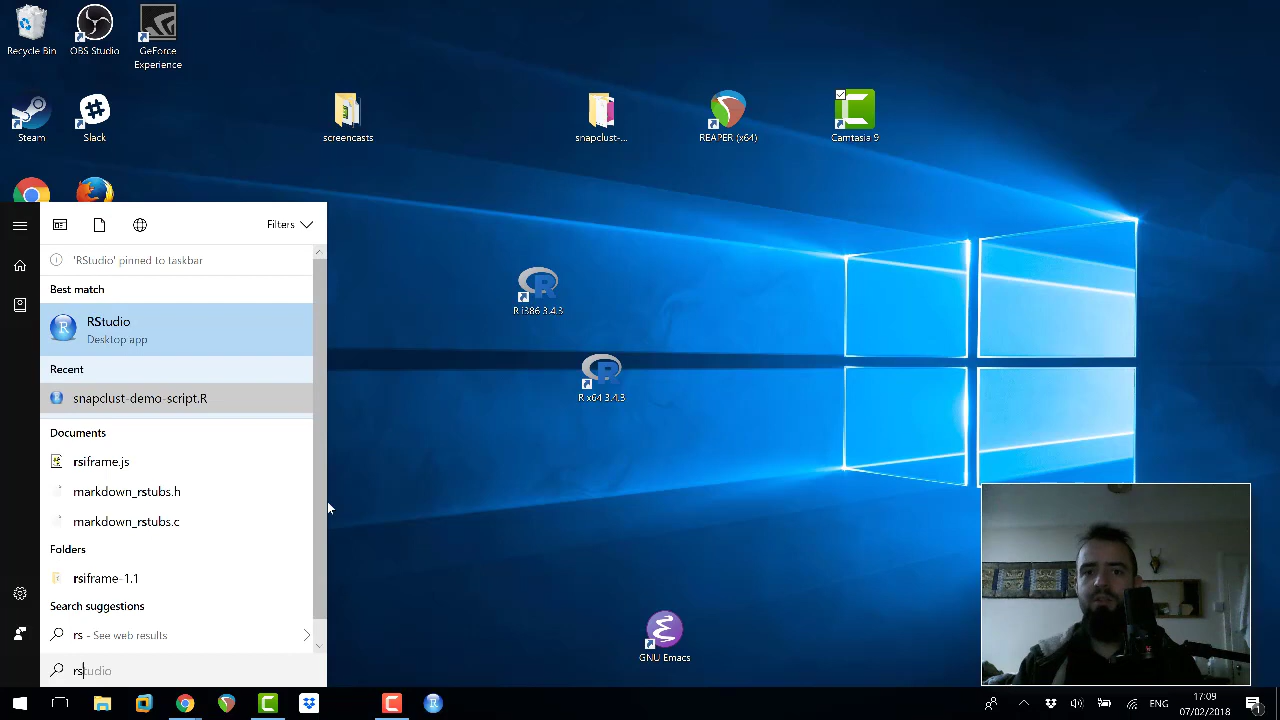 Recycle Bin
OBS Studio
GeForce
Experience
Steam
Slack
screencasts
snapclust-...
REAPER (x64)
Camtasia 9
Filters
'RStudio' pinned to taskbar
Best match
RStudio
Desktop app
Recent
snapclust-demo-script.R
Documents
rsiframe.js
markdown_rstubs.h
markdown_rstubs.c
Folders
rsiframe-1.1
Search suggestions
rs - See web results
rstudio
R i386 3.4.3
R x64 3.4.3
GNU Emacs
ENG
17:09
07/02/2018
1